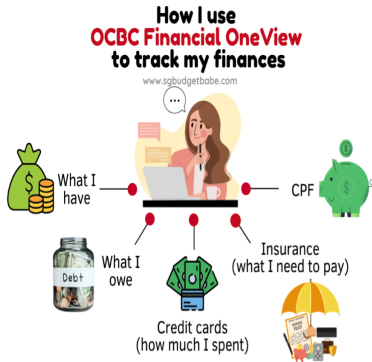 How I use
OCBC Financial OneView
to track my finances
www.sgbudgetbabe.com
What I
have
CPF
What I
owe
Debt
Insurance
(what I need to pay)
Credit cards
(how much I spent)